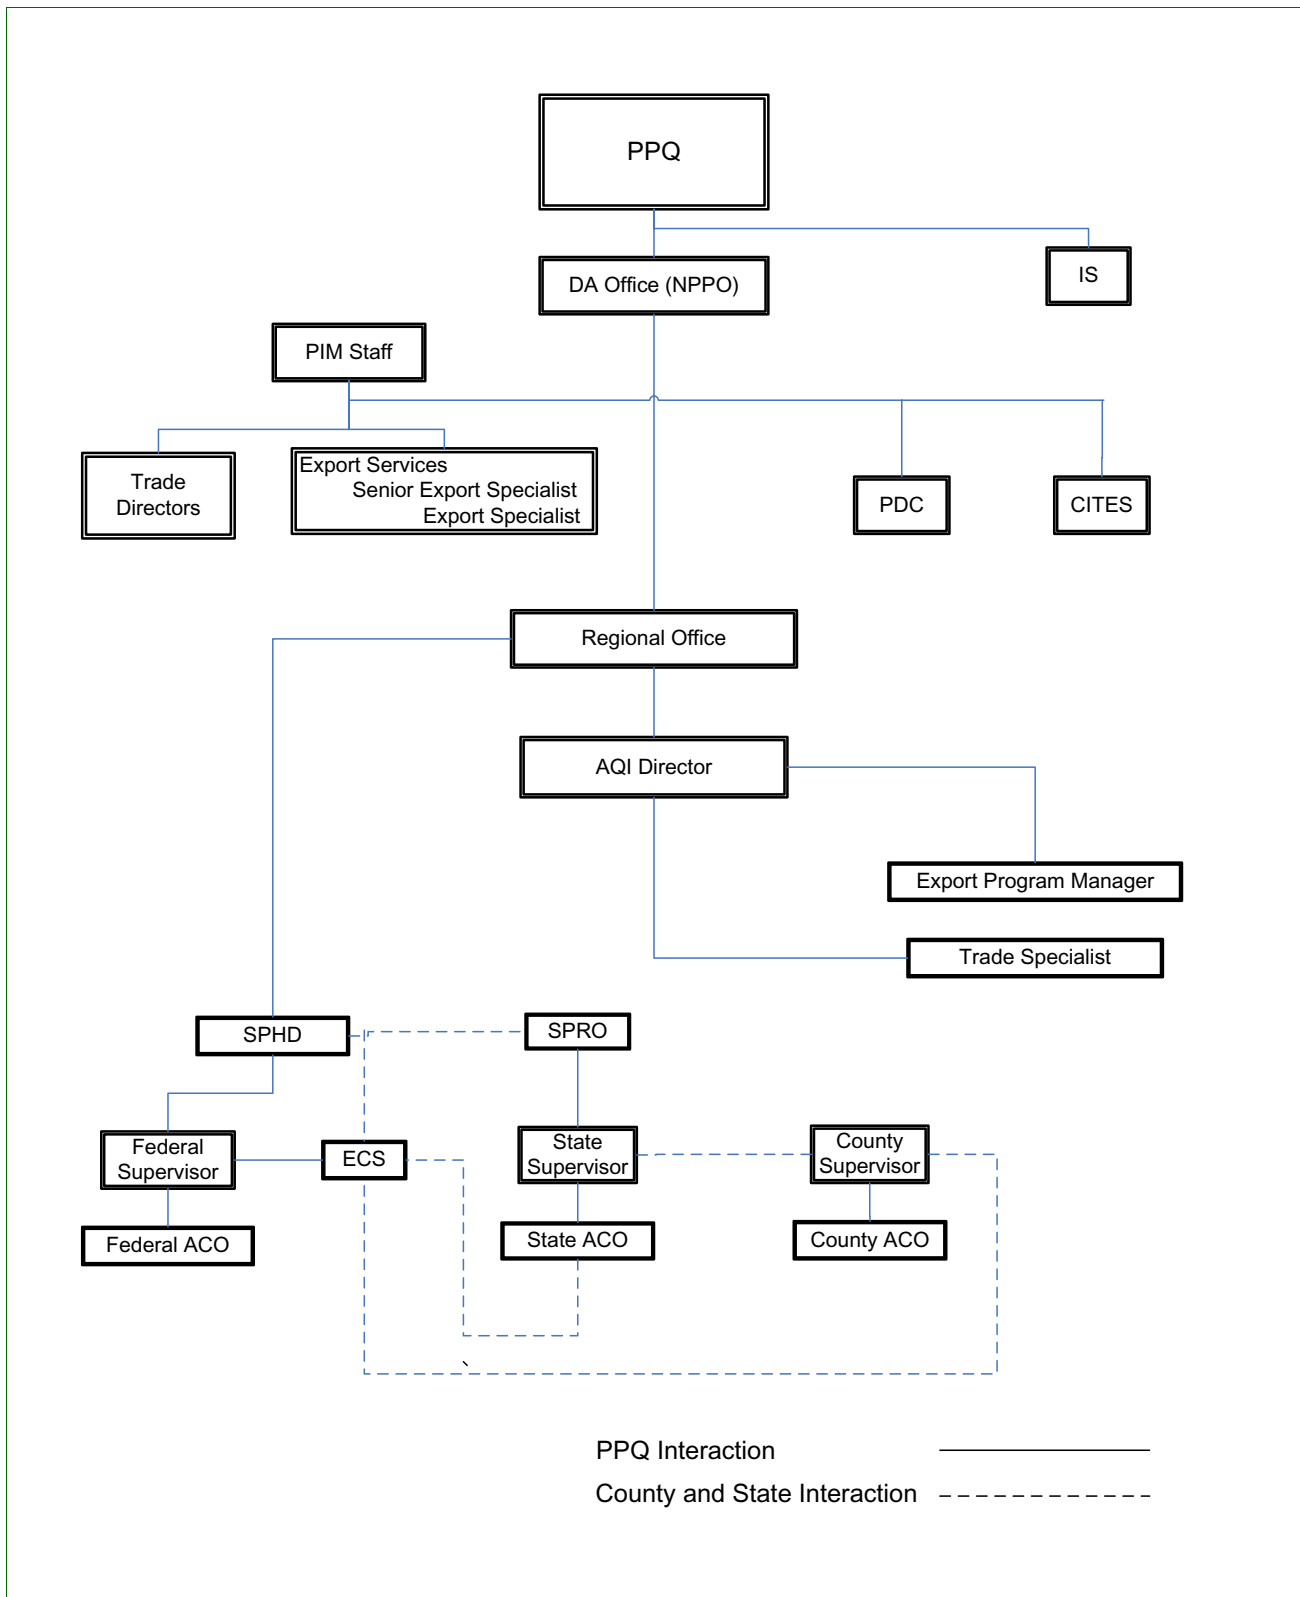 PPQ
DA Office (NPPO)
IS
PIM Staff
Trade
Directors
Export Services
Senior Export Specialist
Export Specialist
PDC
CITES
Regional Office
AQI Director
Export Program Manager
Trade Specialist
SPHD
SPRO
Federal
Supervisor
ECS
State
Supervisor
County
Supervisor
Federal ACO
State ACO
County ACO
PPQ Interaction
County and State Interaction